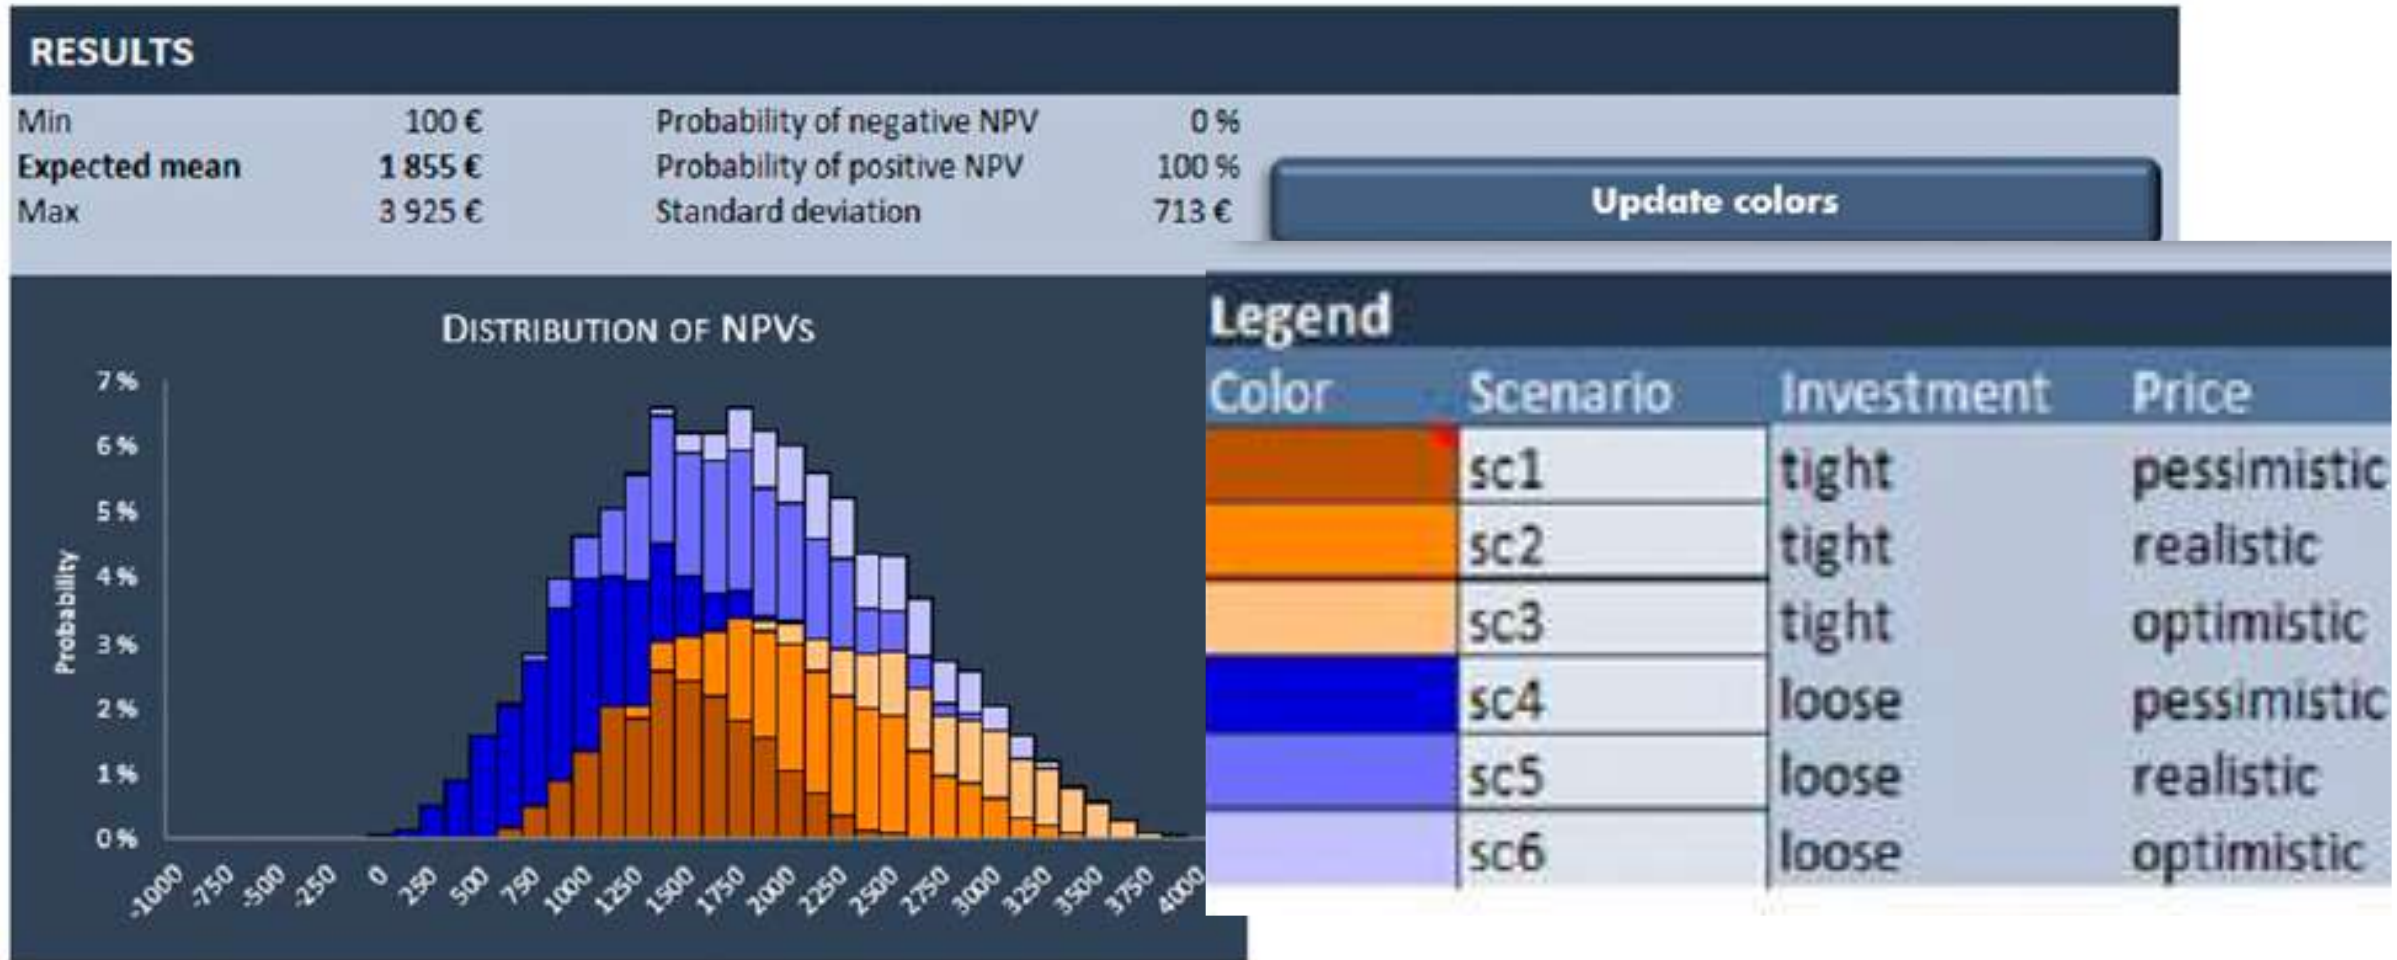 RESULTS
Min 100 € Probability of negative NPV 0 %
Expected mean 1 855 € Probability of positive NPV 100 %
Max 3 925 € Standard deviation 713 €
Update colors
DISTRIBUTION OF NPVS
Probability
7 %
6 %
5 %
4 %
3 %
2 %
1 %
0 %
-1000 -750 -500 -250 0 250 500 750 1000 1250 1500 1750 2000 2250 2500 2750 3000 3250 3500 3750 4000
Legend
Color Scenario Investment Price
sc1 tight pessimistic
sc2 tight realistic
sc3 tight optimistic
sc4 loose pessimistic
sc5 loose realistic
sc6 loose optimistic